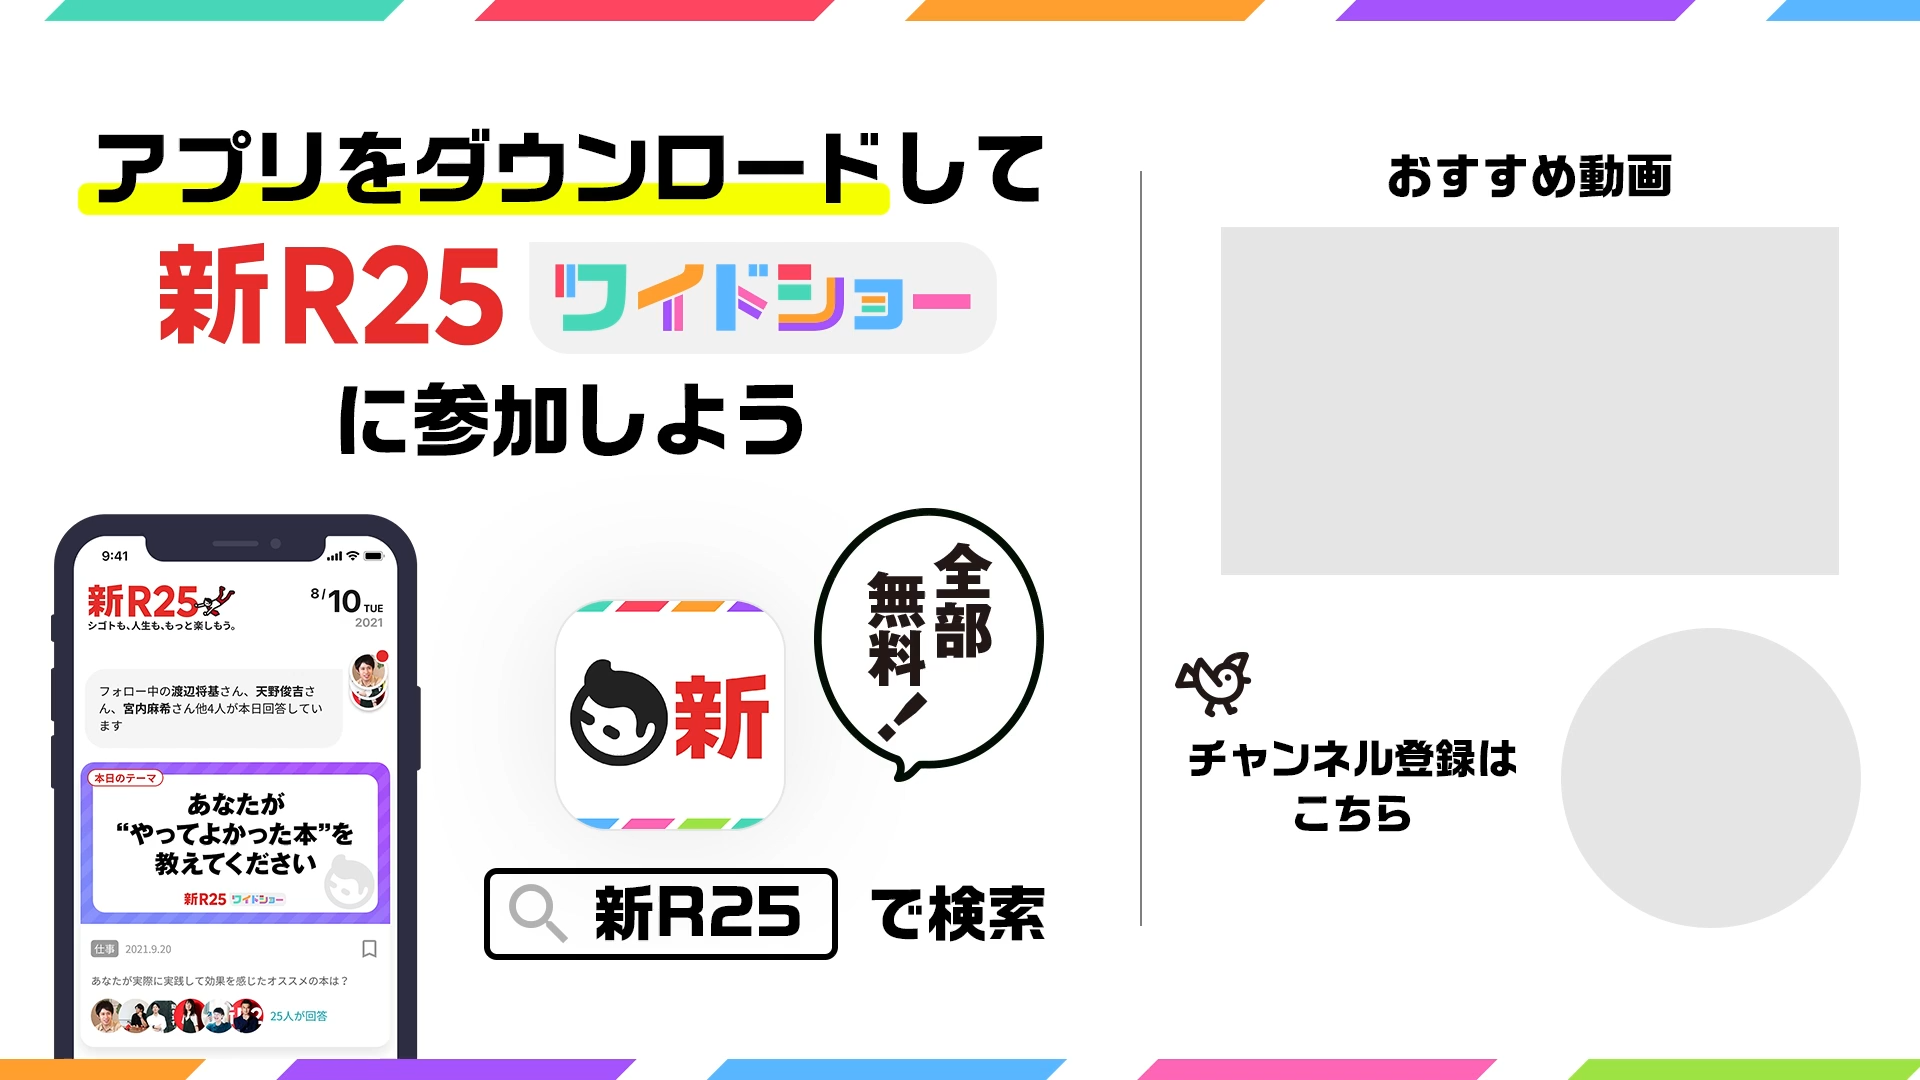 アプリをダウンロードして
新R25 ワイドショー
に参加しよう
9:41
新R25
シゴトも、人生も、もっと楽しもう。
8/10 TUE
2021
フォロー中の渡辺将基さん、天野俊吉さ
ん、宮内麻希さん他4人が本日回答してい
ます
本日のテーマ
あなたが
“やってよかった本”を
教えてください
新R25 ワイドショー
仕事 2021.9.20
あなたが実際に実践して効果を感じたオススメの本は？
25人が回答
新
全部
無料！
新R25 で検索
おすすめ動画
チャンネル登録は
こちら